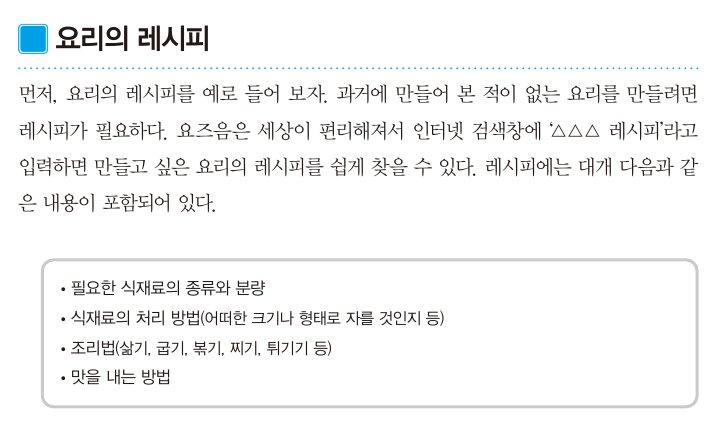 요리의 레시피
먼저, 요리의 레시피를 예로 들어 보자. 과거에 만들어 본 적이 없는 요리를 만들려면
레시피가 필요하다. 요즈음은 세상이 편리해져서 인터넷 검색창에 ‘△△△ 레시피’라고
입력하면 만들고 싶은 요리의 레시피를 쉽게 찾을 수 있다. 레시피에는 대개 다음과 같
은 내용이 포함되어 있다.
• 필요한 식재료의 종류와 분량
• 식재료의 처리 방법(어떠한 크기나 형태로 자를 것인지 등)
• 조리법(삶기, 굽기, 볶기, 찌기, 튀기기 등)
• 맛을 내는 방법